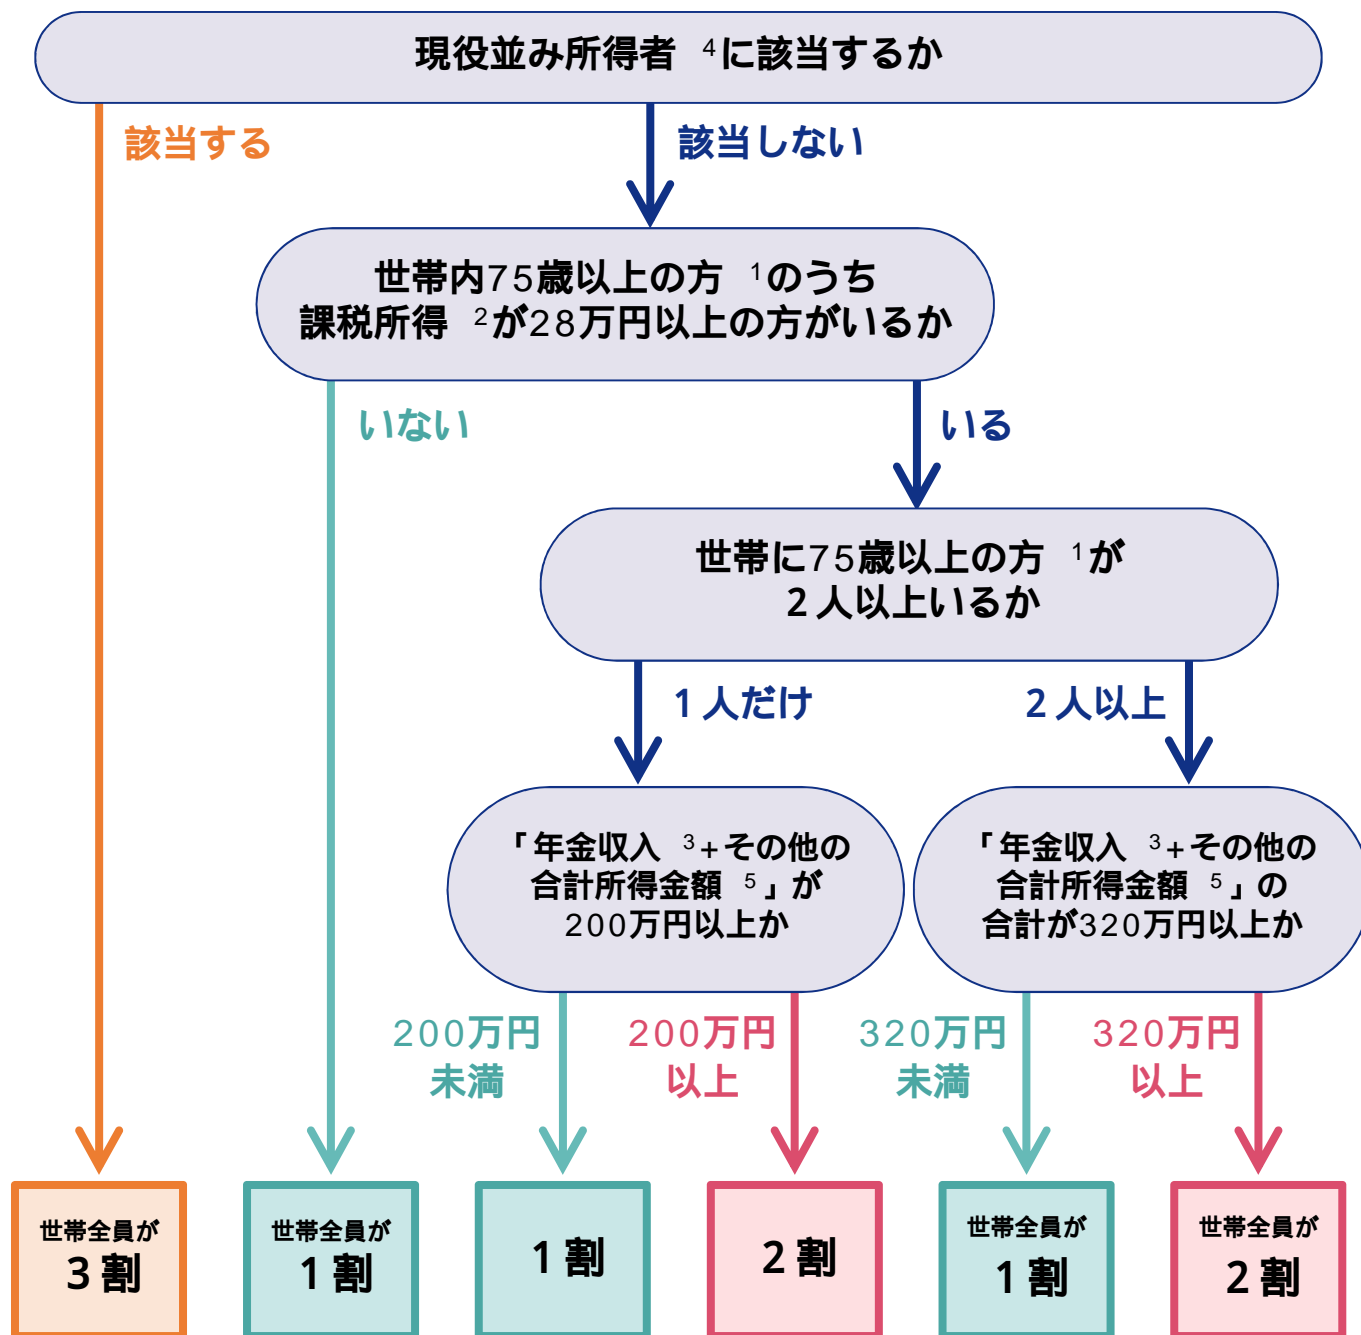 現役並み所得者 4に該当するか
該当する
該当しない
世帯内75歳以上の方 1のうち
課税所得 2が28万円以上の方がいるか
いない
いる
世帯に75歳以上の方 1が
2人以上いるか
1人だけ
2人以上
「年金収入 3+その他の
合計所得金額 5」が
200万円以上か
「年金収入 3+その他の
合計所得金額 5」の
合計が320万円以上か
200万円
未満
200万円
以上
320万円
未満
320万円
以上
世帯全員が
3割
世帯全員が
1割
1割
2割
世帯全員が
1割
世帯全員が
2割